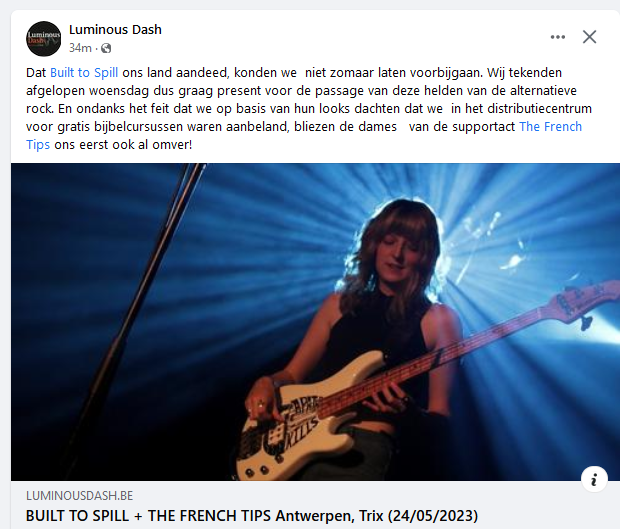 Luminous
Dash
Luminous Dash
34m ·
Dat Built to Spill ons land aandeed, konden we  niet zomaar laten voorbijgaan. Wij tekenden
afgelopen woensdag dus graag present voor de passage van deze helden van de alternatieve
rock. En ondanks het feit dat we op basis van hun looks dachten dat we  in het distributiecentrum
voor gratis bijbelcursussen waren aanbeland, bliezen de dames   van de supportact The French
Tips ons eerst ook al omver!
KILLS
i
LUMINOUSDASH.BE
BUILT TO SPILL + THE FRENCH TIPS Antwerpen, Trix (24/05/2023)